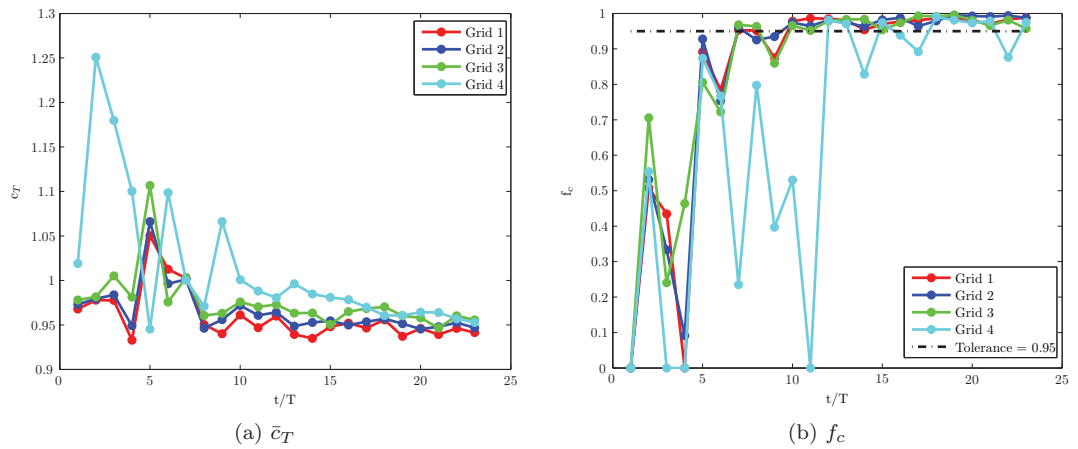 1.3
1.25
1.2
1.15
1.1
1.05
1
0.95
0.9
c_T
0 5 10 15 20 25
t/T
Grid 1
Grid 2
Grid 3
Grid 4
(a) c̄_T
1
0.9
0.8
0.7
0.6
0.5
0.4
0.3
0.2
0.1
0
f_c
0 5 10 15 20 25
t/T
Grid 1
Grid 2
Grid 3
Grid 4
Tolerance = 0.95
(b) f_c